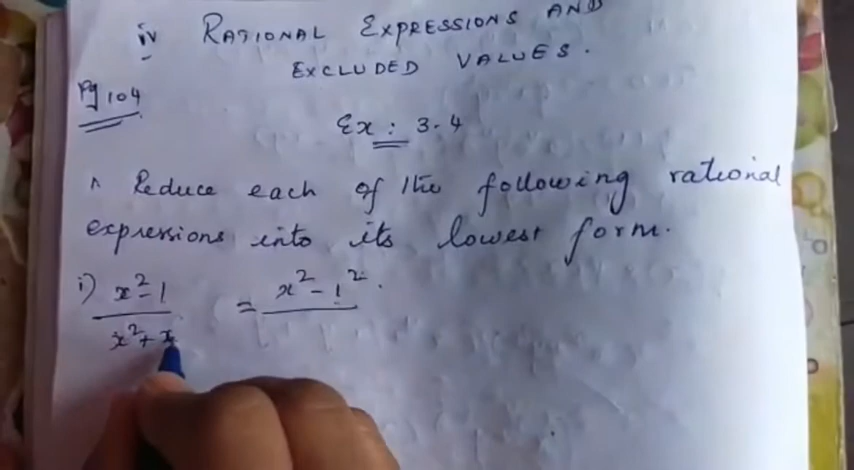 iv RATIONAL EXPRESSIONS AND
EXCLUDED VALUES.
Pg 104
Ex : 3.4
1. Reduce each of the following rational
expressions into its lowest form.
i) x²-1 = x²-1².
x²+x